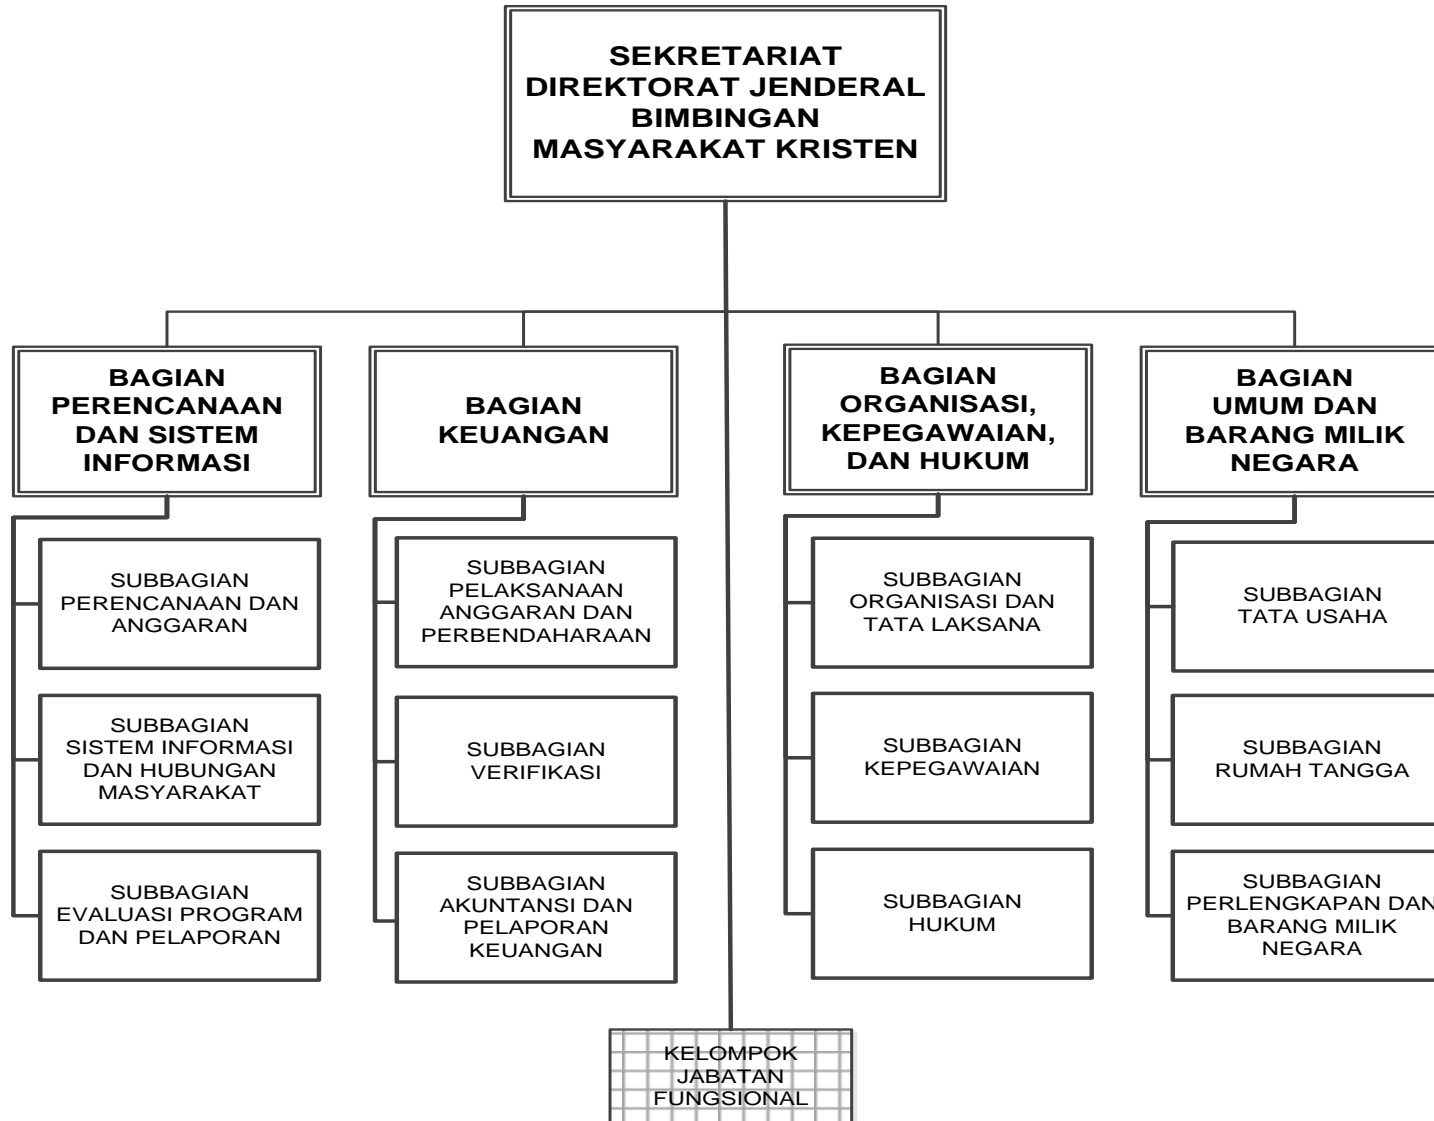 SEKRETARIAT
DIREKTORAT JENDERAL
BIMBINGAN
MASYARAKAT KRISTEN
BAGIAN
PERENCANAAN
DAN SISTEM
INFORMASI
BAGIAN
KEUANGAN
BAGIAN
ORGANISASI,
KEPEGAWAIAN,
DAN HUKUM
BAGIAN
UMUM DAN
BARANG MILIK
NEGARA
SUBBAGIAN
PERENCANAAN DAN
ANGGARAN
SUBBAGIAN
PELAKSANAAN
ANGGARAN DAN
PERBENDAHARAAN
SUBBAGIAN
ORGANISASI DAN
TATA LAKSANA
SUBBAGIAN
TATA USAHA
SUBBAGIAN
SISTEM INFORMASI
DAN HUBUNGAN
MASYARAKAT
SUBBAGIAN
VERIFIKASI
SUBBAGIAN
KEPEGAWAIAN
SUBBAGIAN
RUMAH TANGGA
SUBBAGIAN
EVALUASI PROGRAM
DAN PELAPORAN
SUBBAGIAN
AKUNTANSI DAN
PELAPORAN
KEUANGAN
SUBBAGIAN
HUKUM
SUBBAGIAN
PERLENGKAPAN DAN
BARANG MILIK
NEGARA
KELOMPOK
JABATAN
FUNGSIONAL